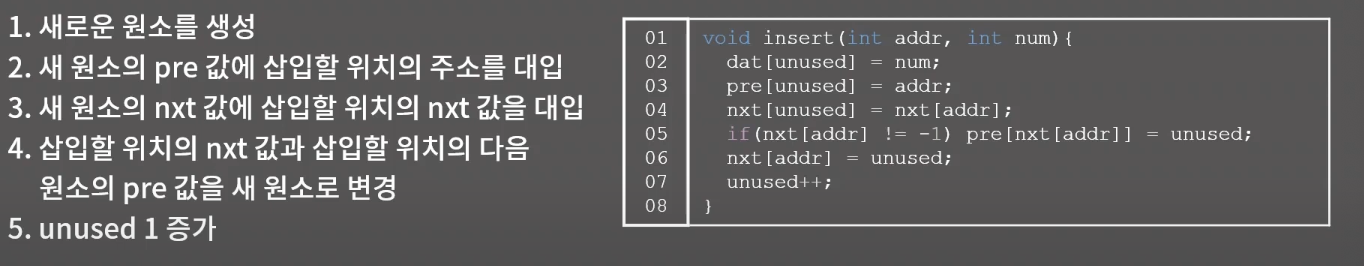 1. 새로운 원소를 생성
2. 새 원소의 pre 값에 삽입할 위치의 주소를 대입
3. 새 원소의 nxt 값에 삽입할 위치의 nxt 값을 대입
4. 삽입할 위치의 nxt 값과 삽입할 위치의 다음
원소의 pre 값을 새 원소로 변경
5. unused 1 증가
01 void insert(int addr, int num){
02 dat[unused] = num;
03 pre[unused] = addr;
04 nxt[unused] = nxt[addr];
05 if(nxt[addr] != -1) pre[nxt[addr]] = unused;
06 nxt[addr] = unused;
07 unused++;
08 }